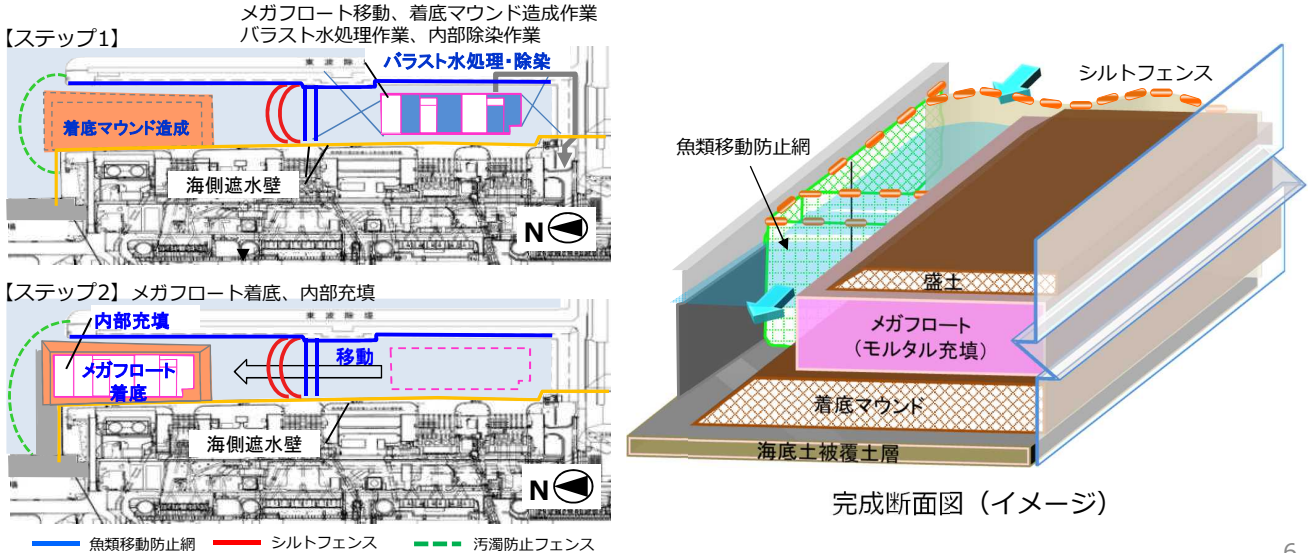 メガフロート移動、着底マウンド造成作業
バラスト水処理作業、内部除染作業
【ステップ1】
東波除
バラスト水処理・除染
着底マウンド造成
海側遮水壁
N
【ステップ2】メガフロート着底、内部充填
東波除堤
内部充填
移動
メガフロート
着底
海側遮水壁
N
魚類移動防止網
シルトフェンス
汚濁防止フェンス
シルトフェンス
魚類移動防止網
盛土
メガフロート
（モルタル充填）
着底マウンド
海底土被覆土層
完成断面図（イメージ）
6